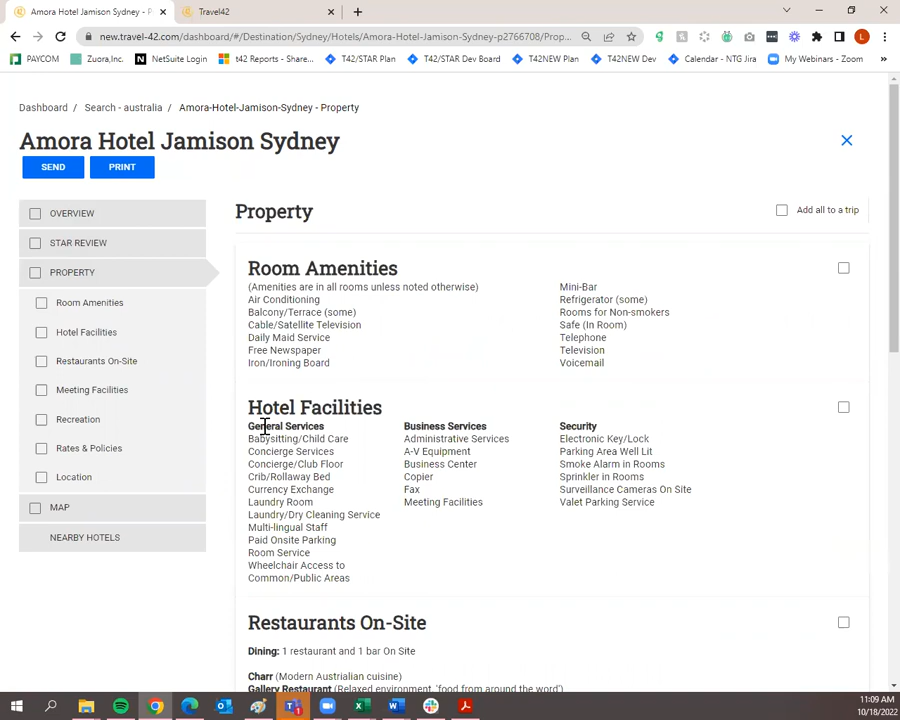 Amora Hotel Jamison Sydney - P
Travel42
new.travel-42.com/dashboard/#/Destination/Sydney/Hotels/Amora-Hotel-Jamison-Sydney-p2766708/Prop...
PAYCOM
Zuora,Inc.
NetSuite Login
t42 Reports - Share...
T42/STAR Plan
T42/STAR Dev Board
T42NEW Plan
T42NEW Dev
Calendar - NTG Jira
My Webinars - Zoom
»
Dashboard / Search - australia / Amora-Hotel-Jamison-Sydney - Property
Amora Hotel Jamison Sydney
SEND
PRINT
OVERVIEW
STAR REVIEW
PROPERTY
Room Amenities
Hotel Facilities
Restaurants On-Site
Meeting Facilities
Recreation
Rates & Policies
Location
MAP
NEARBY HOTELS
Property
Add all to a trip
Room Amenities
(Amenities are in all rooms unless noted otherwise)
Air Conditioning
Balcony/Terrace (some)
Cable/Satellite Television
Daily Maid Service
Free Newspaper
Iron/Ironing Board
Mini-Bar
Refrigerator (some)
Rooms for Non-smokers
Safe (In Room)
Telephone
Television
Voicemail
Hotel Facilities
General Services
Babysitting/Child Care
Concierge Services
Concierge/Club Floor
Crib/Rollaway Bed
Currency Exchange
Laundry Room
Laundry/Dry Cleaning Service
Multi-lingual Staff
Paid Onsite Parking
Room Service
Wheelchair Access to
Common/Public Areas
Business Services
Administrative Services
A-V Equipment
Business Center
Copier
Fax
Meeting Facilities
Security
Electronic Key/Lock
Parking Area Well Lit
Smoke Alarm in Rooms
Sprinkler in Rooms
Surveillance Cameras On Site
Valet Parking Service
Restaurants On-Site
Dining: 1 restaurant and 1 bar On Site
Charr (Modern Austrialian cuisine)
Gallery Restaurant (Relaxed environment, 'food from around the word')
11:09 AM
10/18/2022